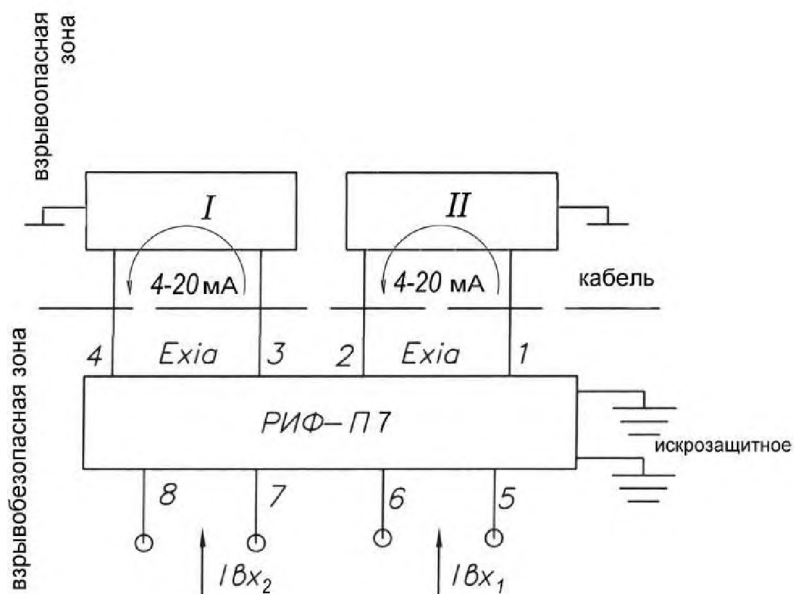 взрывоопасная
зона
I
II
4-20 мА
4-20 мА
кабель
4
Exia
3
2
Exia
1
РИФ-П7
искрозащитное
взрывобезопасная зона
8
7
6
5
Iвх₂
Iвх₁